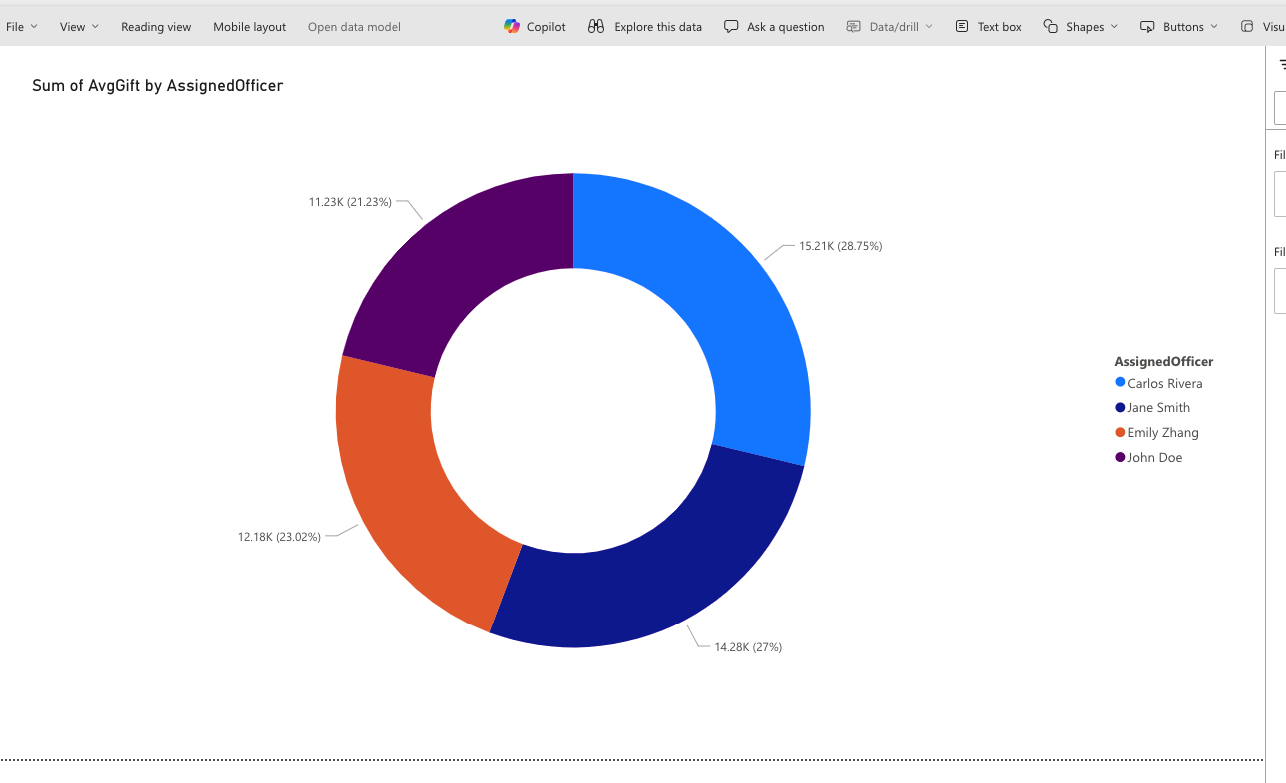 File View Reading view Mobile layout Open data model Copilot Explore this data Ask a question Data/drill Text box Shapes Buttons
Sum of AvgGift by AssignedOfficer
11.23K (21.23%)
15.21K (28.75%)
12.18K (23.02%)
14.28K (27%)
AssignedOfficer
Carlos Rivera
Jane Smith
Emily Zhang
John Doe